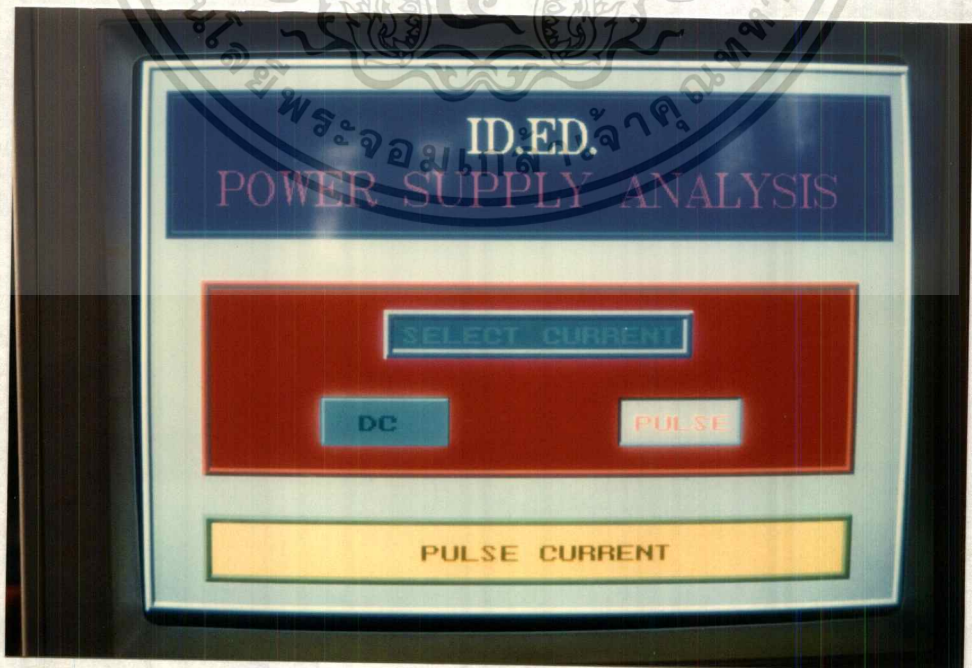 ID.ED.
POWER SUPPLY ANALYSIS
SELECT CURRENT
DC
PULSE
PULSE CURRENT